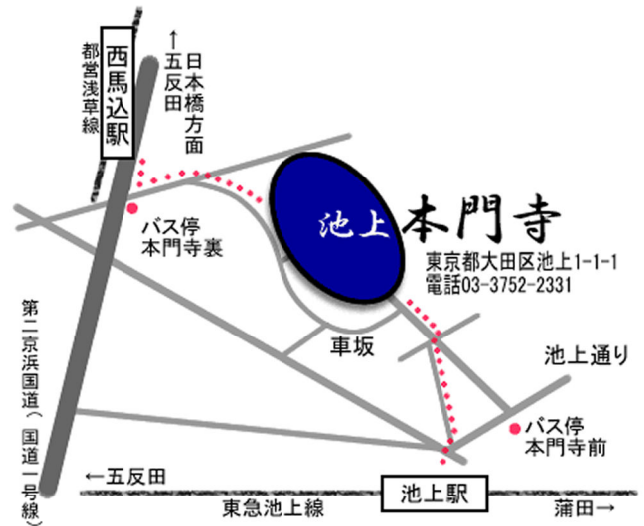 西馬込駅
都営浅草線
↑
五反田
日本橋方面
バス停
本門寺裏
池上本門寺
東京都大田区池上1-1-1
電話03-3752-2331
車坂
池上通り
バス停
本門寺前
第二京浜国道(国道一号線)
←五反田
東急池上線
池上駅
蒲田→